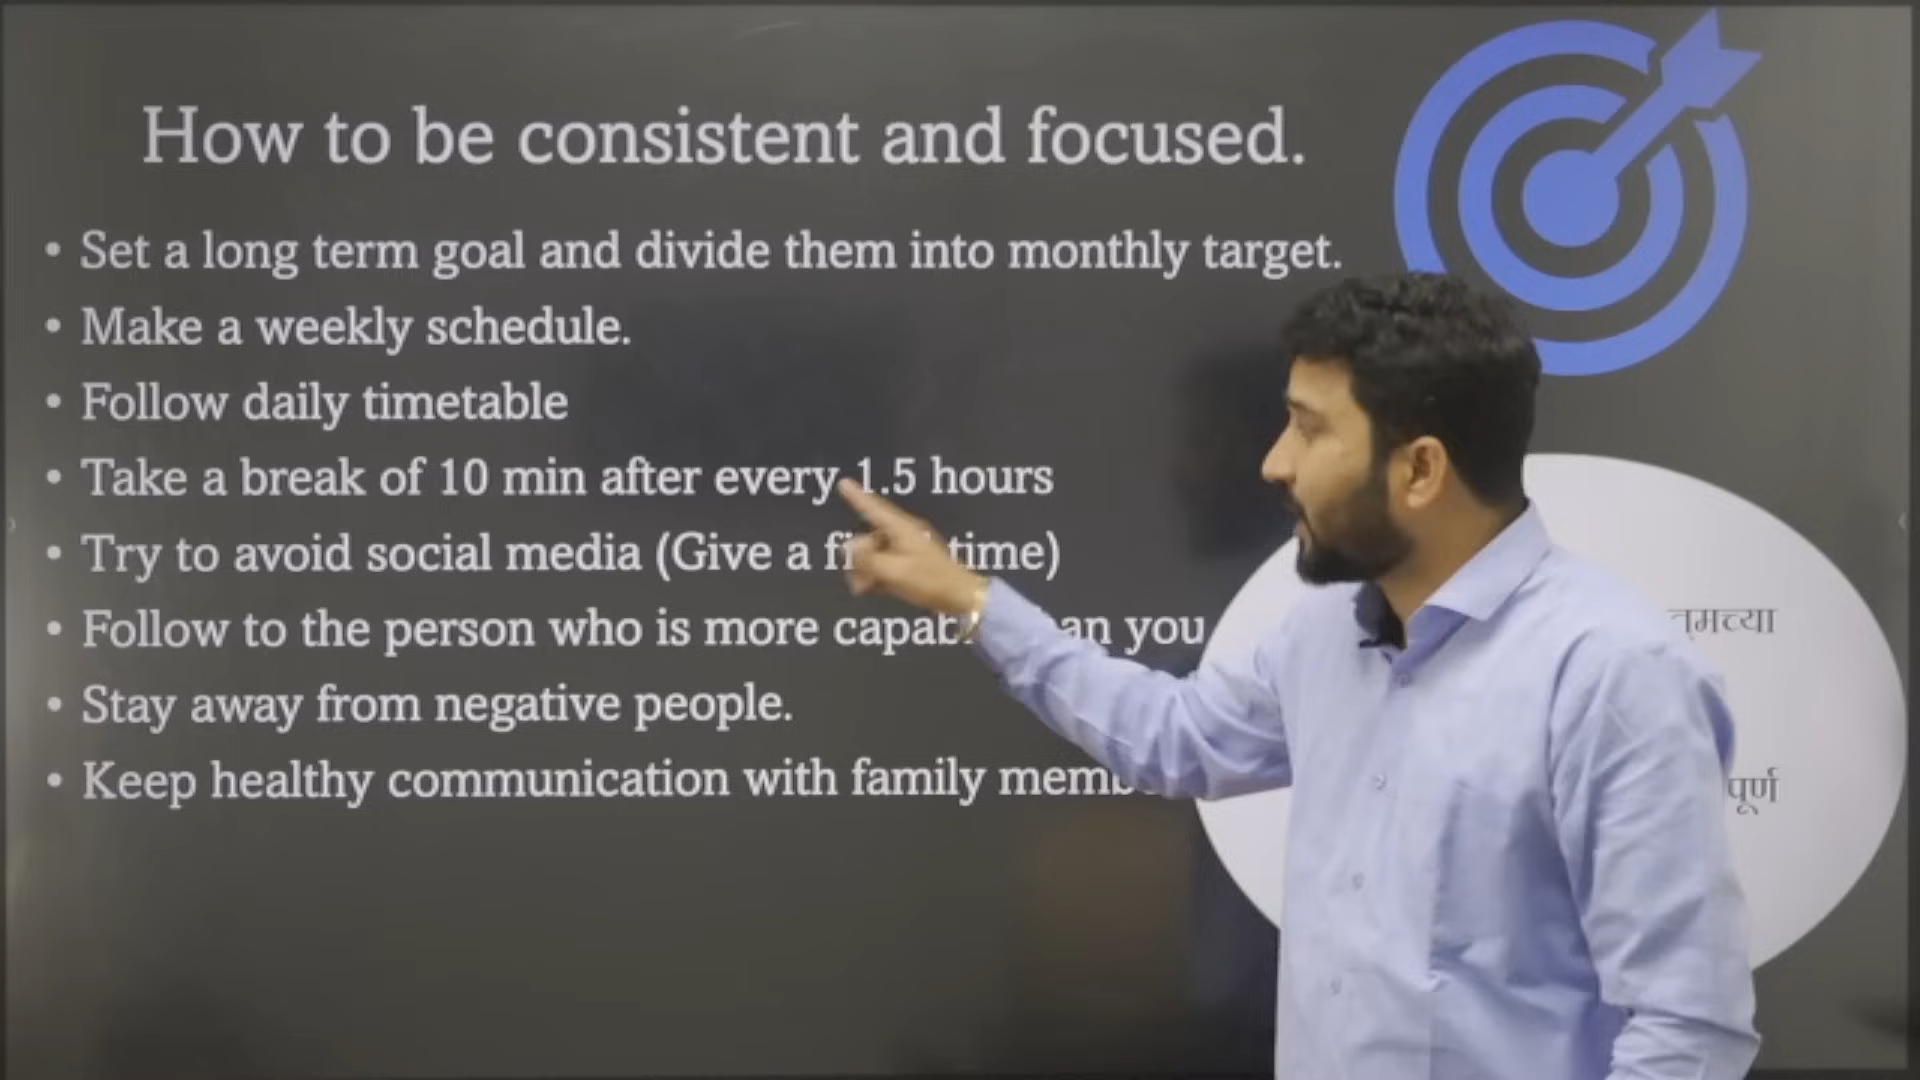 How to be consistent and focused.
• Set a long term goal and divide them into monthly target.
• Make a weekly schedule.
• Follow daily timetable
• Take a break of 10 min after every 1.5 hours
• Try to avoid social media (Give a time)
• Follow to the person who is more you
• Stay away from negative people.
• Keep healthy communication with family
पूर्ण